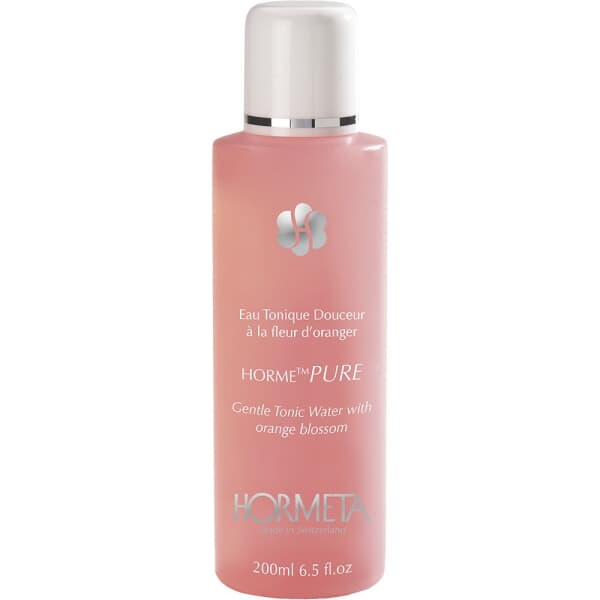 Eau Tonique Douceur
à la fleur d'oranger
HORME™PURE
Gentle Tonic Water with
orange blossom
HORMETA
Made in Switzerland
200ml 6.5 fl.oz